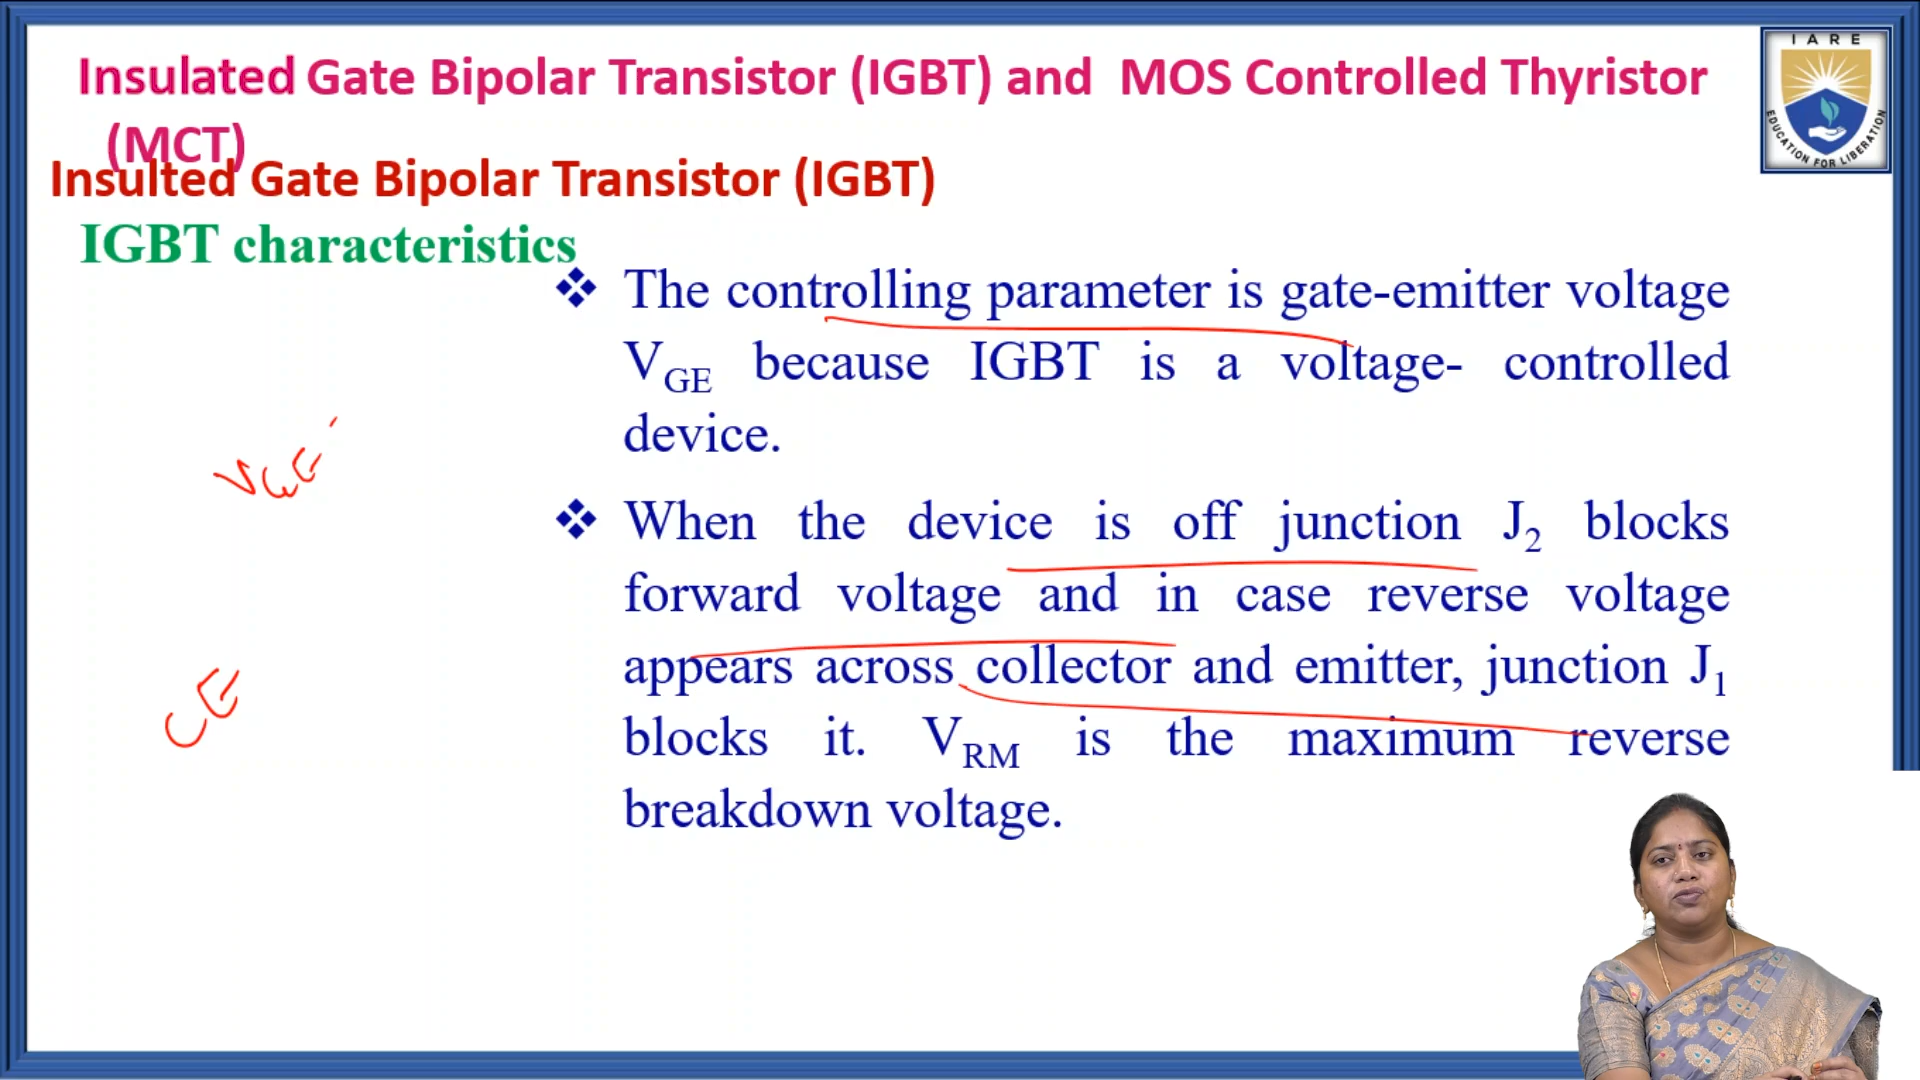 Insulated Gate Bipolar Transistor (IGBT) and MOS Controlled Thyristor
(MCT)
IARE
EDUCATION FOR LIBERATION
Insulted Gate Bipolar Transistor (IGBT)
IGBT characteristics
❖ The controlling parameter is gate-emitter voltage
VGE because IGBT is a voltage- controlled
device.
VGE
❖ When the device is off junction J2 blocks
forward voltage and in case reverse voltage
appears across collector and emitter, junction J1
blocks it. VRM is the maximum reverse
breakdown voltage.
CE